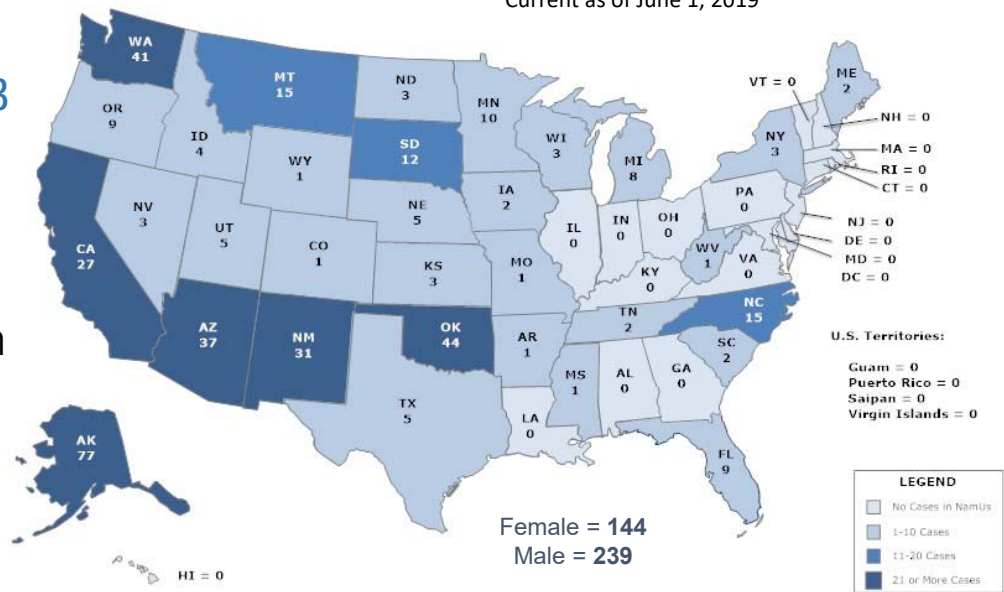 Current as of June 1, 2019
3
n
WA
41
MT
15
ND
3
MN
10
ME
2
VT = 0
NH = 0
MA = 0
RI = 0
CT = 0
OR
9
ID
4
WY
1
SD
12
WI
3
MI
8
NY
3
NV
3
UT
5
CO
1
NE
5
IA
2
IL
0
IN
0
OH
0
PA
0
NJ = 0
DE = 0
MD = 0
DC = 0
CA
27
KS
3
MO
1
KY
0
WV
1
VA
0
AZ
37
NM
31
OK
44
AR
1
TN
2
NC
15
SC
2
TX
5
LA
0
MS
1
AL
0
GA
0
FL
9
U.S. Territories:
Guam = 0
Puerto Rico = 0
Saipan = 0
Virgin Islands = 0
AK
77
HI = 0
Female = 144
Male = 239
LEGEND
No Cases in NamUs
1-10 Cases
11-20 Cases
21 or More Cases